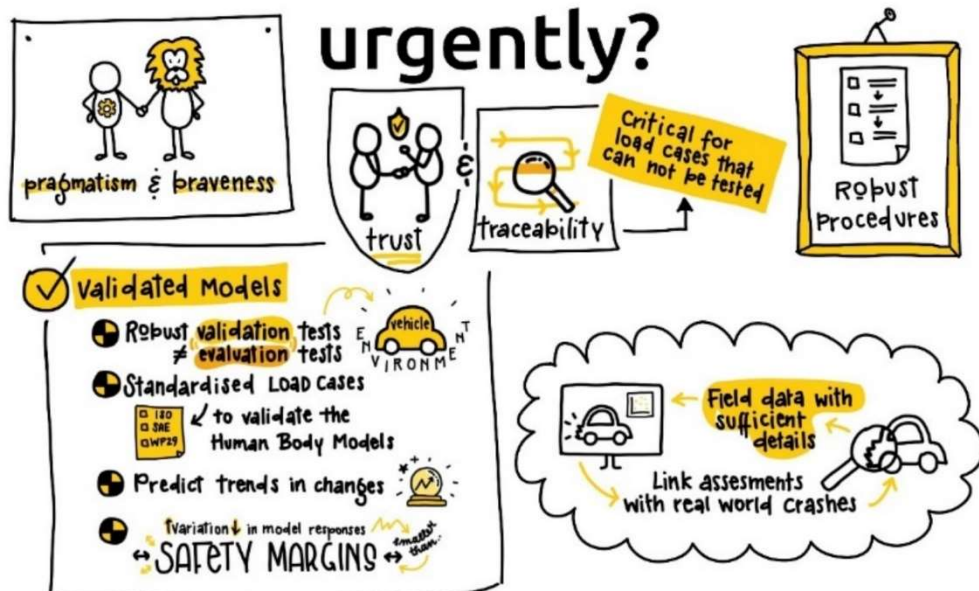 urgently?
pragmatism & braveness
trust
-&-
traceability
Critical for
load cases that
can not be tested
Robust
Procedures
Validated Models
Robust validation tests
≠ evaluation tests
vehicle
ENVIRONMENT
Standardised Load Cases
ISO
SAE
WP29
to validate the
Human Body Models
Predict trends in changes
↑Variation↓ in model responses
smaller
than..
SAFETY MARGINS
Field data with
sufficient
details
Link assesments
with real world crashes